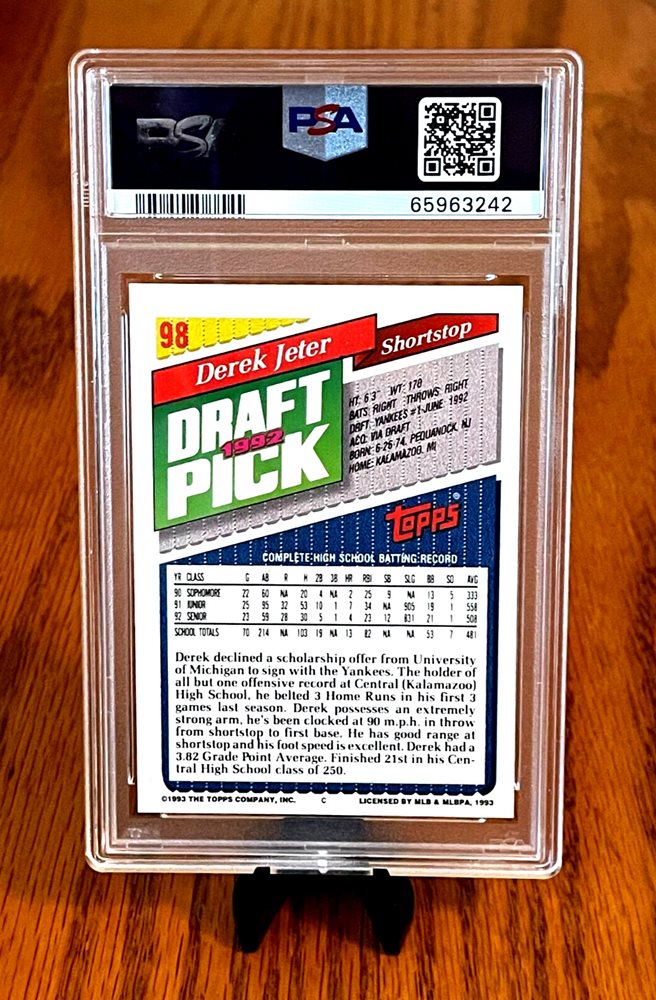 PSA
PSA
65963242
98
Derek Jeter
Shortstop
DRAFT
1992
PICK
HT: 6'3" WT: 170
BATS: RIGHT THROWS: RIGHT
DRFT: YANKEES #1-JUNE, 1992
ACQ: VIA DRAFT
BORN: 6-26-74, PEQUANOCK, NJ
HOME: KALAMAZOO, MI
TOPPS®
COMPLETE HIGH SCHOOL BATTING RECORD
YR CLASS G AB R H 2B 3B HR RBI SB SLG BB SO AVG
90 SOPHOMORE 22 60 NA 20 4 NA 2 25 9 NA 13 5 333
91 JUNIOR 25 95 32 53 10 1 7 34 NA 905 19 1 558
92 SENIOR 23 59 28 30 5 1 4 23 12 831 21 1 508
SCHOOL TOTALS 70 214 NA 103 19 NA 13 82 NA NA 53 7 481
Derek declined a scholarship offer from University
of Michigan to sign with the Yankees. The holder of
all but one offensive record at Central (Kalamazoo)
High School, he belted 3 Home Runs in his first 3
games last season. Derek possesses an extremely
strong arm, he's been clocked at 90 m.p.h. in throw
from shortstop to first base. He has good range at
shortstop and his foot speed is excellent. Derek had a
3.82 Grade Point Average. Finished 21st in his Cen-
tral High School class of 250.
©1993 THE TOPPS COMPANY, INC. C LICENSED BY MLB & MLBPA, 1993